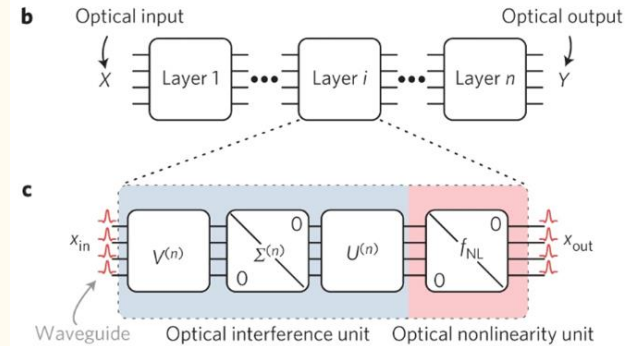 b
Optical input
Optical output
X
Layer 1
Layer i
Layer n
Y
c
x_in
V^(n)
0
Σ^(n)
0
U^(n)
0
f_NL
0
x_out
Waveguide
Optical interference unit
Optical nonlinearity unit